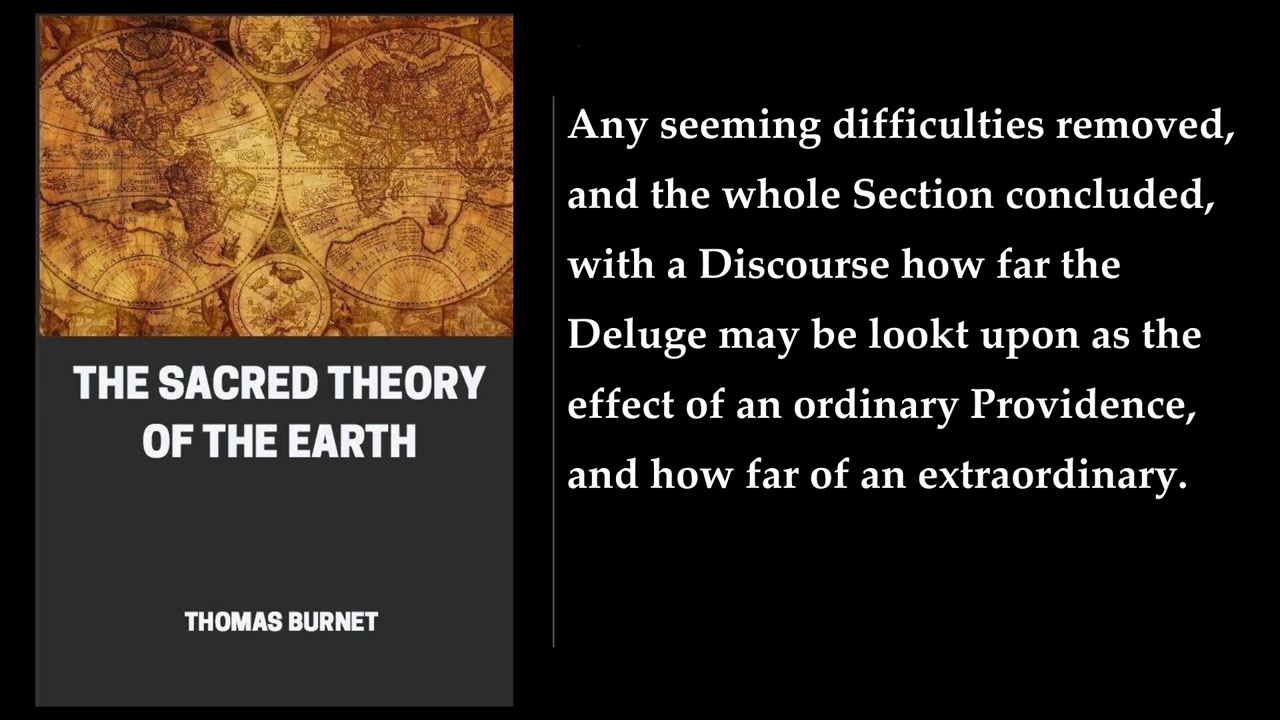 THE SACRED THEORY
OF THE EARTH
THOMAS BURNET
Any seeming difficulties removed,
and the whole Section concluded,
with a Discourse how far the
Deluge may be lookt upon as the
effect of an ordinary Providence,
and how far of an extraordinary.